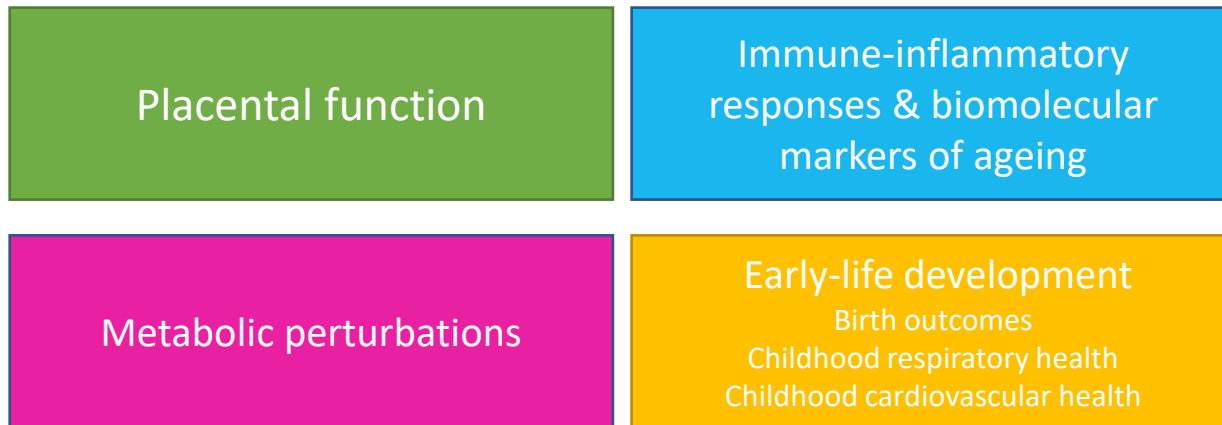 Placental function
Immune-inflammatory
responses & biomolecular
markers of ageing
Metabolic perturbations
Early-life development
Birth outcomes
Childhood respiratory health
Childhood cardiovascular health